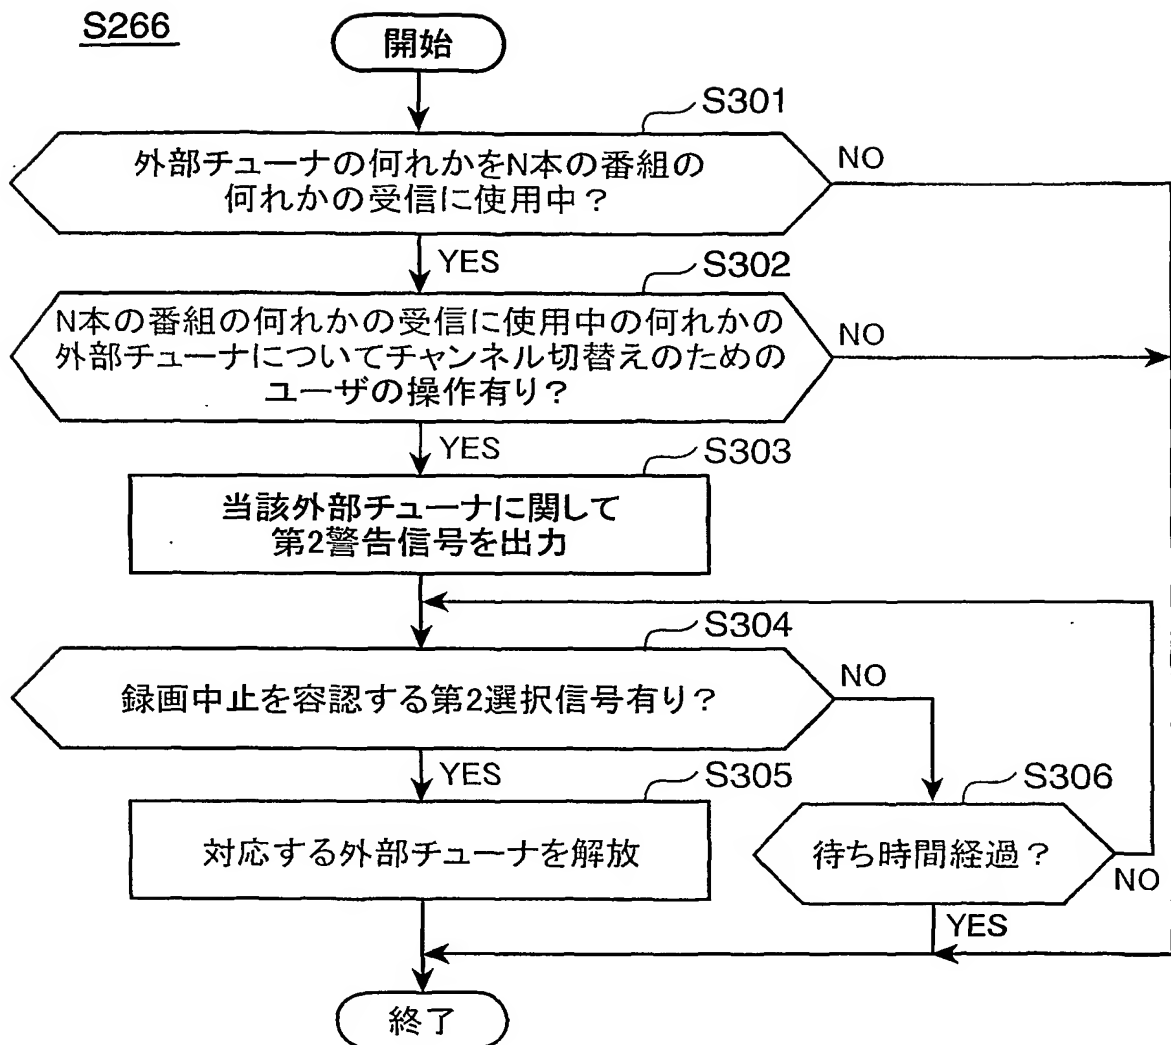 S266
開始
S301
外部チューナの何れかをN本の番組の
何れかの受信に使用中？
NO
YES
S302
N本の番組の何れかの受信に使用中の何れかの
外部チューナについてチャンネル切替えのための
ユーザの操作有り？
NO
YES
S303
当該外部チューナに関して
第2警告信号を出力
S304
録画中止を容認する第2選択信号有り？
NO
YES
S305
対応する外部チューナを解放
S306
待ち時間経過？
NO
YES
終了